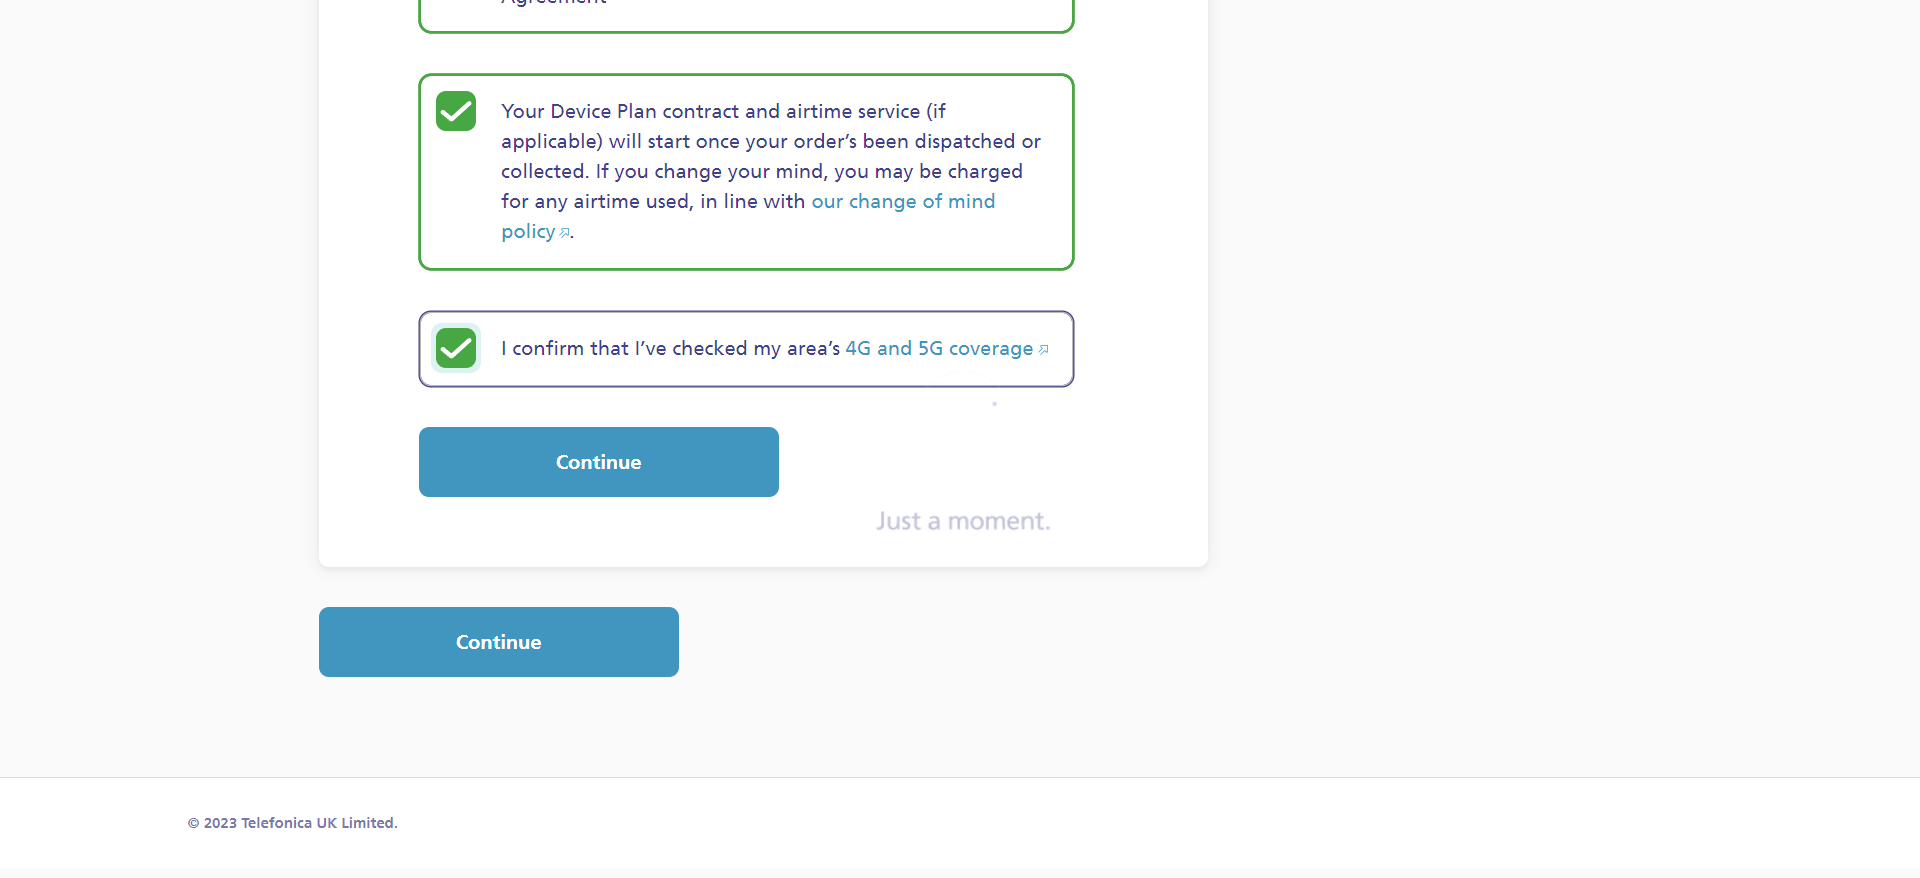 Agreement
Your Device Plan contract and airtime service (if
applicable) will start once your order’s been dispatched or
collected. If you change your mind, you may be charged
for any airtime used, in line with our change of mind
policy.
I confirm that I’ve checked my area’s 4G and 5G coverage
Continue
Just a moment.
Continue
© 2023 Telefonica UK Limited.